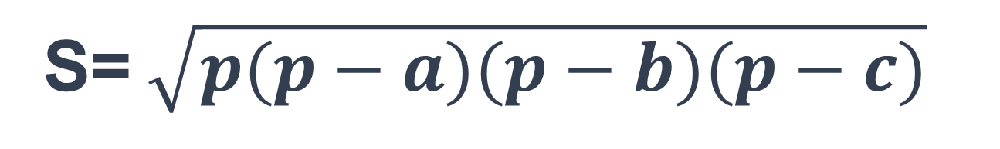 S= √p(p − a)(p − b)(p − c)